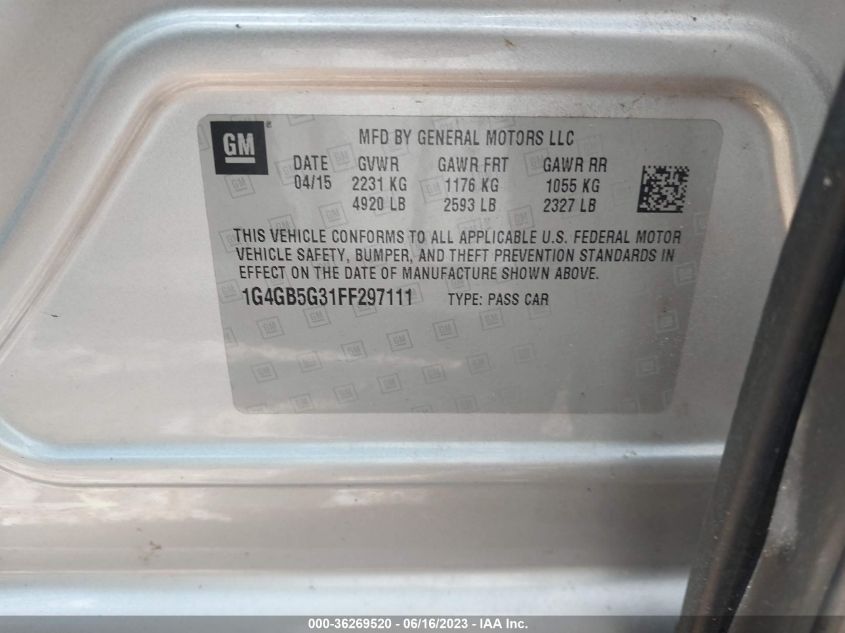 GM ® MFD BY GENERAL MOTORS LLC
DATE GVWR GAWR FRT GAWR RR
04/15 2231 KG 1176 KG 1055 KG
4920 LB 2593 LB 2327 LB
THIS VEHICLE CONFORMS TO ALL APPLICABLE U.S. FEDERAL MOTOR
VEHICLE SAFETY, BUMPER, AND THEFT PREVENTION STANDARDS IN
EFFECT ON THE DATE OF MANUFACTURE SHOWN ABOVE.
1G4GB5G31FF297111 TYPE: PASS CAR
000-36269520 - 06/16/2023 - IAA Inc.